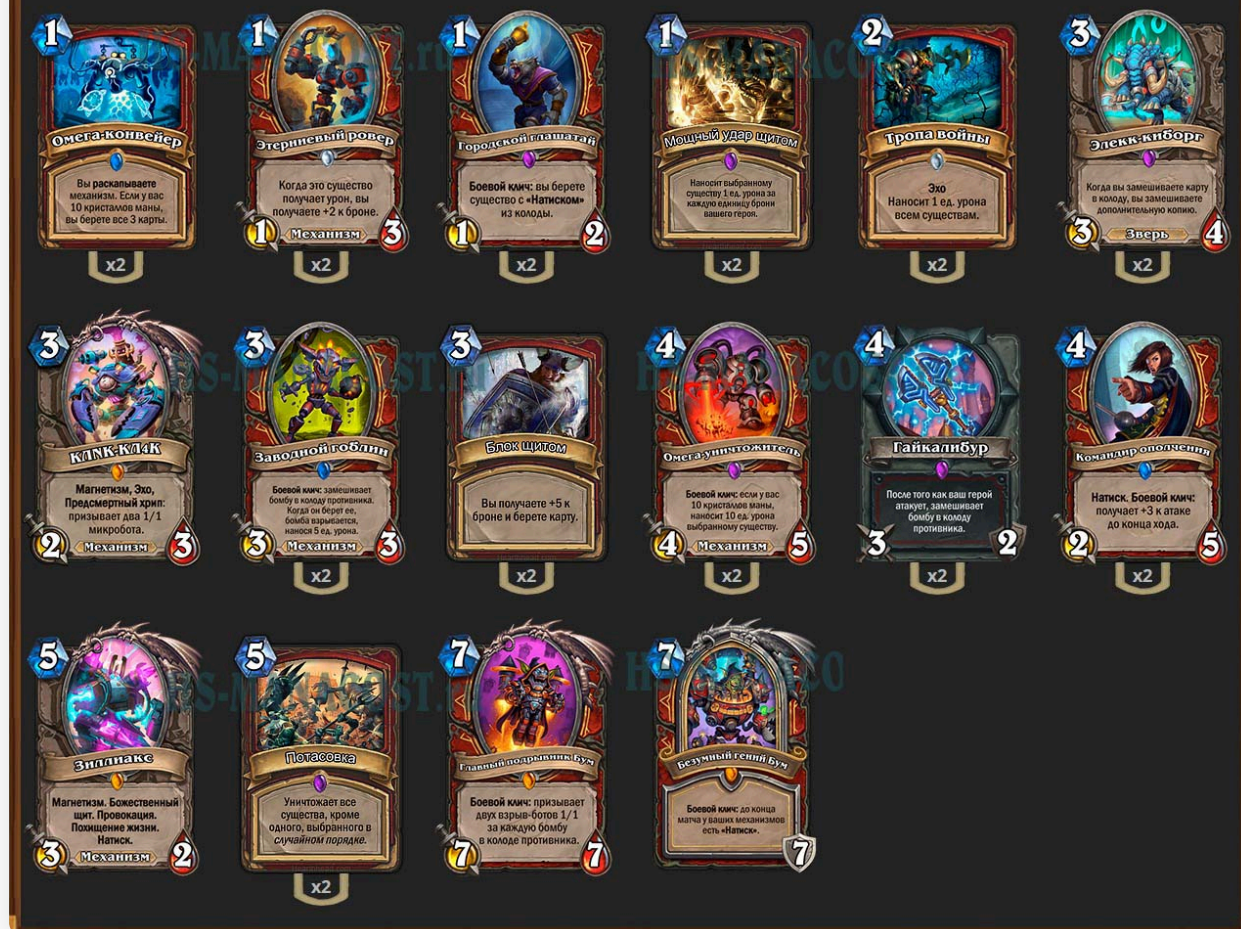 1
Омега-конвейер
Вы раскапываете
механизм. Если у вас
10 кристаллов маны,
вы берете все 3 карты.
x2
1
Этерниевый ровер
Когда это существо
получает урон, вы
получаете +2 к броне.
1
Механизм
3
x2
1
Городской глашатай
Боевой клич: вы берете
существо с «Натиском»
из колоды.
1
2
x2
1
Мощный удар щитом
Наносит выбранному
существу 1 ед. урона за
каждую единицу брони
вашего героя.
x2
2
Тропа войны
Эхо
Наносит 1 ед. урона
всем существам.
x2
3
Элекк-киборг
Когда вы замешиваете карту
в колоду, вы замешиваете
дополнительную копию.
3
Зверь
4
x2
3
КЛNК-КЛ4К
Магнетизм, Эхо,
Предсмертный хрип:
призывает два 1/1
микробота.
2
Механизм
3
3
Заводной гоблин
Боевой клич: замешивает
бомбу в колоду противника.
Когда он берет ее,
бомба взрывается,
нанося 5 ед. урона.
3
Механизм
3
x2
3
Блок щитом
Вы получаете +5 к
броне и берете карту.
x2
4
Омега-уничтожитель
Боевой клич: если у вас
10 кристаллов маны,
наносит 10 ед. урона
выбранному существу.
4
Механизм
5
x2
4
Гайкалибур
После того как ваш герой
атакует, замешивает
бомбу в колоду
противника.
3
2
x2
4
Командир ополчения
Натиск. Боевой клич:
получает +3 к атаке
до конца хода.
2
5
x2
5
Зиллиакс
Магнетизм. Божественный
щит. Провокация.
Похищение жизни.
Натиск.
3
Механизм
2
5
Потасовка
Уничтожает все
существа, кроме
одного, выбранного в
случайном порядке.
x2
7
Главный подрывник Бум
Боевой клич: призывает
двух взрыв-ботов 1/1
за каждую бомбу
в колоде противника.
7
7
7
Безумный гений Бум
Боевой клич: до конца
матча у ваших механизмов
есть «Натиск».
7